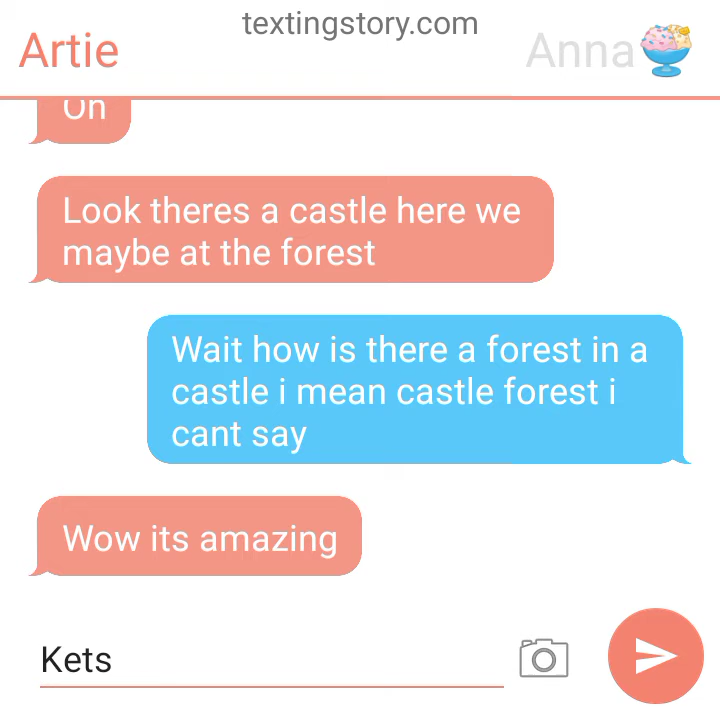 textingstory.com
Artie
Anna
Oh
Look theres a castle here we
maybe at the forest
Wait how is there a forest in a
castle i mean castle forest i
cant say
Wow its amazing
Kets